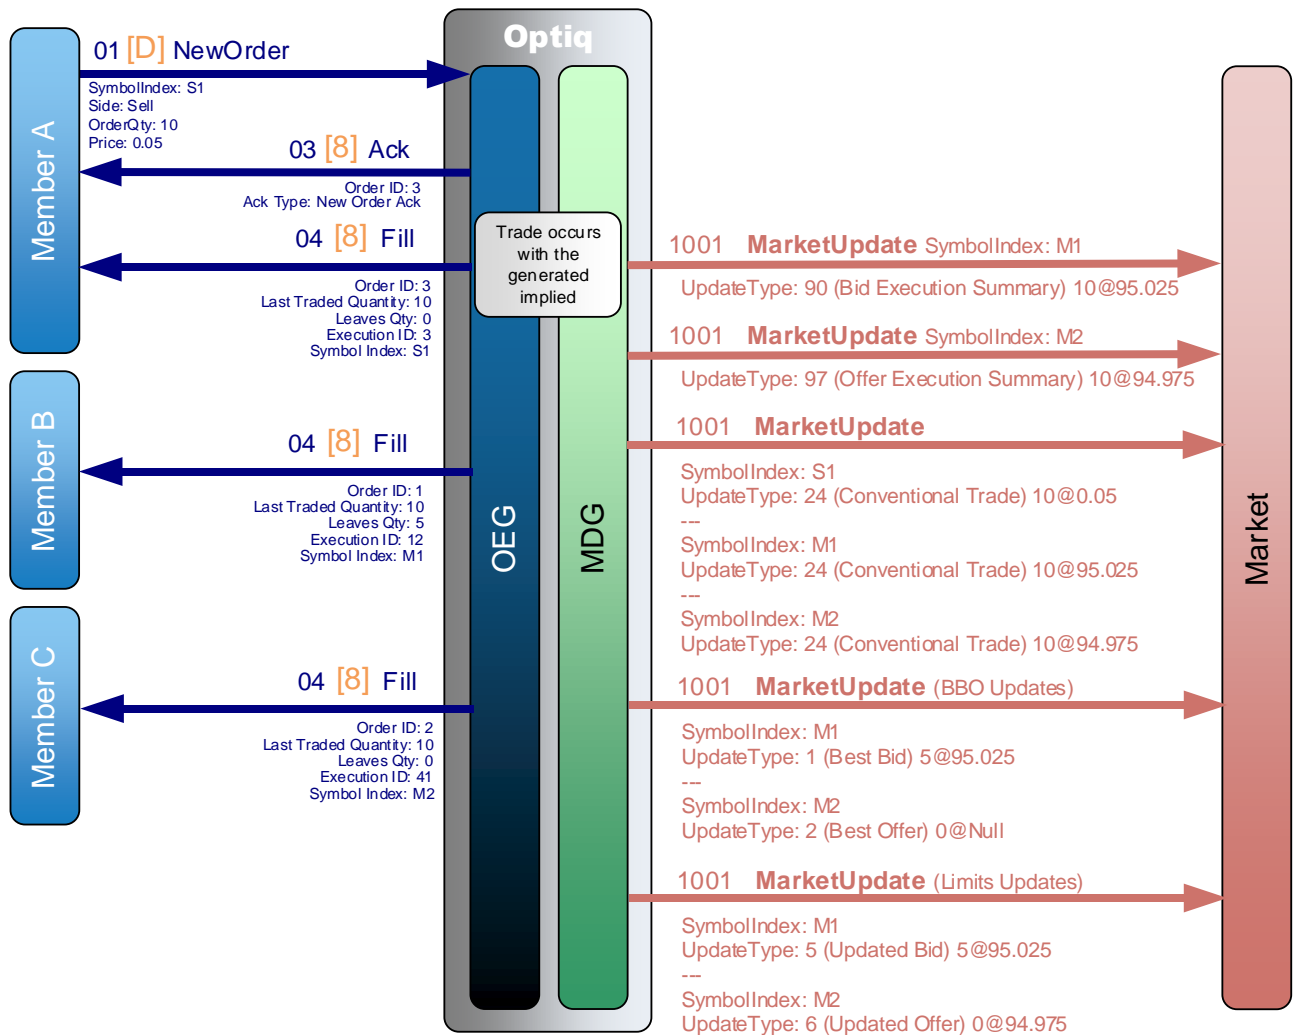 Optiq
01 [D] NewOrder
SymbolIndex: S1
Side: Sell
OrderQty: 10
Price: 0.05
Member A
03 [8] Ack
Order ID: 3
Ack Type: New Order Ack
04 [8] Fill
Order ID: 3
Last Traded Quantity: 10
Leaves Qty: 0
Execution ID: 3
Symbol Index: S1
Trade occurs
with the
generated
implied
1001 MarketUpdate SymbolIndex: M1
UpdateType: 90 (Bid Execution Summary) 10@95.025
1001 MarketUpdate SymbolIndex: M2
UpdateType: 97 (Offer Execution Summary) 10@94.975
Member B
04 [8] Fill
Order ID: 1
Last Traded Quantity: 10
Leaves Qty: 5
Execution ID: 12
Symbol Index: M1
OEG
MDG
1001 MarketUpdate
SymbolIndex: S1
UpdateType: 24 (Conventional Trade) 10@0.05
---
SymbolIndex: M1
UpdateType: 24 (Conventional Trade) 10@95.025
---
SymbolIndex: M2
UpdateType: 24 (Conventional Trade) 10@94.975
Market
Member C
04 [8] Fill
Order ID: 2
Last Traded Quantity: 10
Leaves Qty: 0
Execution ID: 41
Symbol Index: M2
1001 MarketUpdate (BBO Updates)
SymbolIndex: M1
UpdateType: 1 (Best Bid) 5@95.025
---
SymbolIndex: M2
UpdateType: 2 (Best Offer) 0@Null
1001 MarketUpdate (Limits Updates)
SymbolIndex: M1
UpdateType: 5 (Updated Bid) 5@95.025
---
SymbolIndex: M2
UpdateType: 6 (Updated Offer) 0@94.975